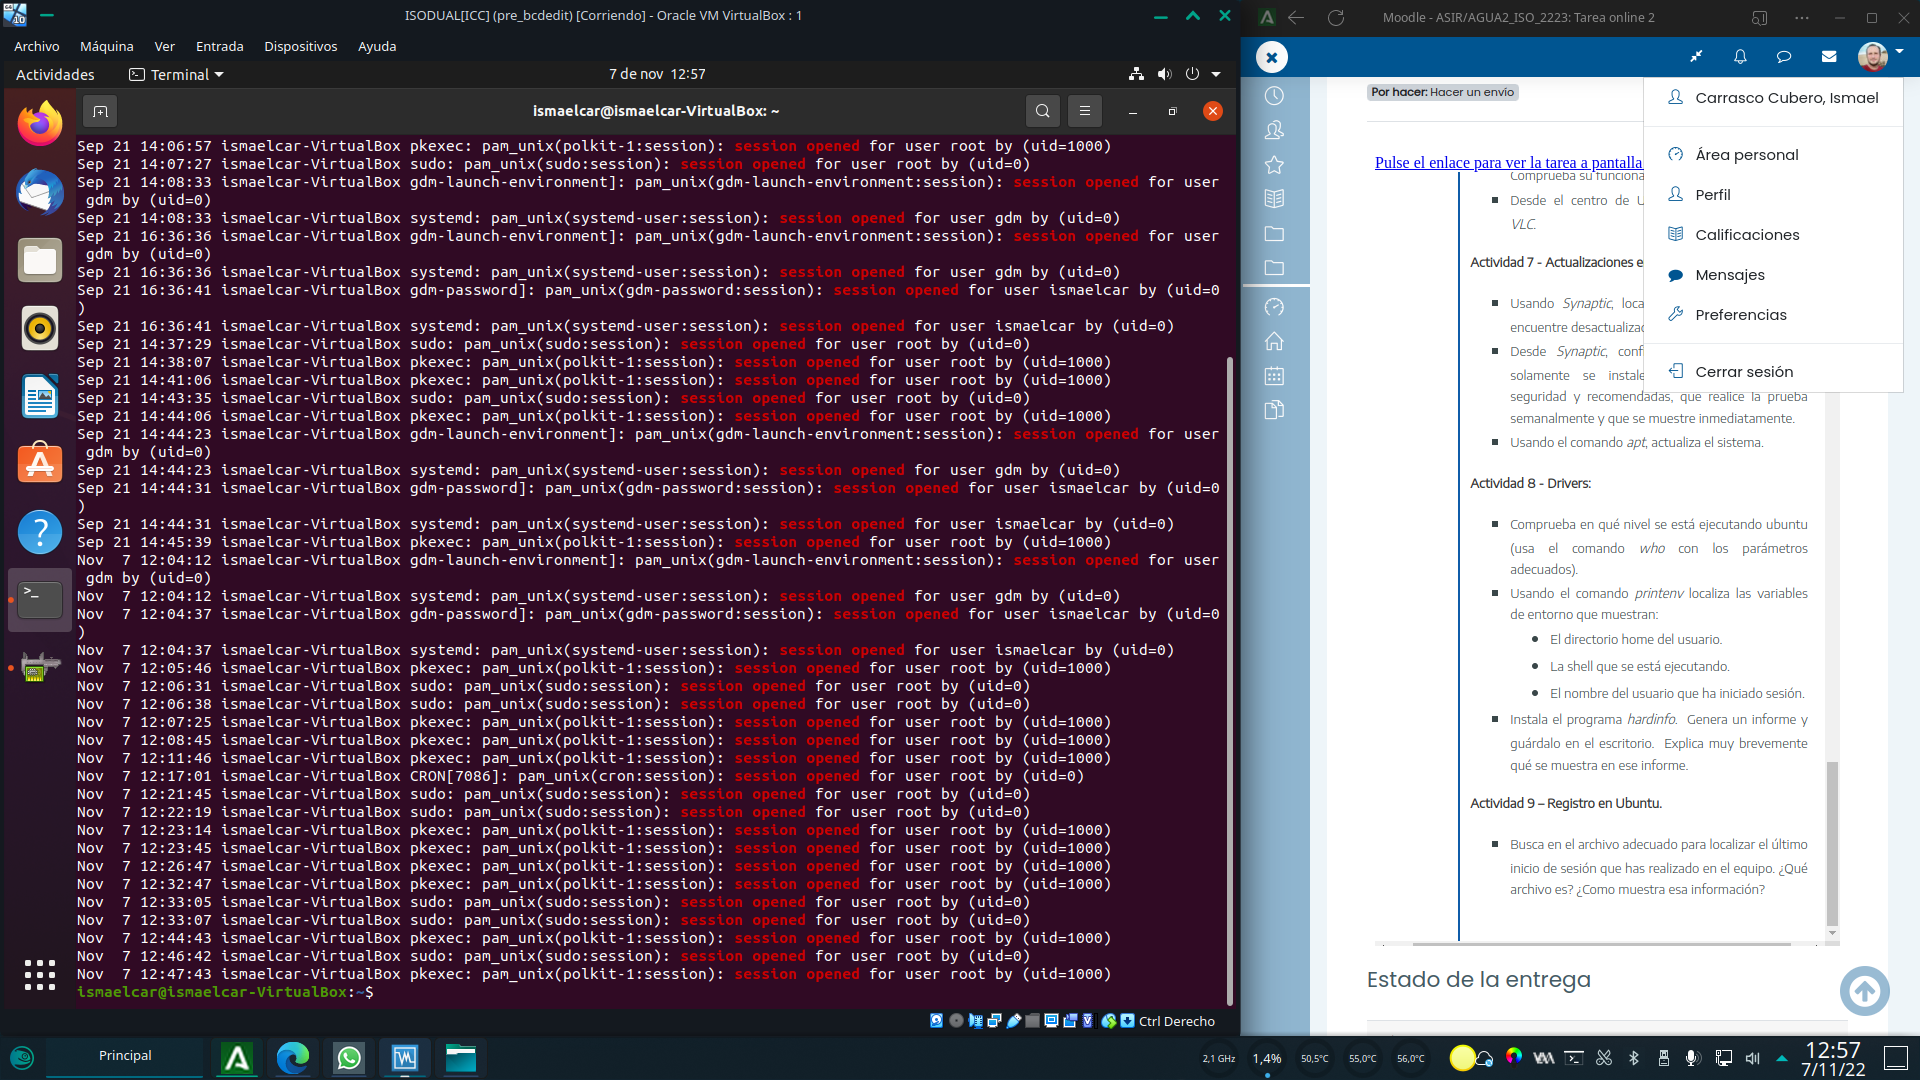 ISODUAL[ICC] (pre_bcdedit) [Corriendo] - Oracle VM VirtualBox : 1
Archivo Máquina Ver Entrada Dispositivos Ayuda
Actividades Terminal 7 de nov 12:57
ismaelcar@ismaelcar-VirtualBox: ~
Sep 21 14:06:57 ismaelcar-VirtualBox pkexec: pam_unix(polkit-1:session): session opened for user root by (uid=1000)
Sep 21 14:07:27 ismaelcar-VirtualBox sudo: pam_unix(sudo:session): session opened for user root by (uid=0)
Sep 21 14:08:33 ismaelcar-VirtualBox gdm-launch-environment]: pam_unix(gdm-launch-environment:session): session opened for user
gdm by (uid=0)
Sep 21 14:08:33 ismaelcar-VirtualBox systemd: pam_unix(systemd-user:session): session opened for user gdm by (uid=0)
Sep 21 16:36:36 ismaelcar-VirtualBox gdm-launch-environment]: pam_unix(gdm-launch-environment:session): session opened for user
gdm by (uid=0)
Sep 21 16:36:36 ismaelcar-VirtualBox systemd: pam_unix(systemd-user:session): session opened for user gdm by (uid=0)
Sep 21 16:36:41 ismaelcar-VirtualBox gdm-password]: pam_unix(gdm-password:session): session opened for user ismaelcar by (uid=0
)
Sep 21 16:36:41 ismaelcar-VirtualBox systemd: pam_unix(systemd-user:session): session opened for user ismaelcar by (uid=0)
Sep 21 14:37:29 ismaelcar-VirtualBox sudo: pam_unix(sudo:session): session opened for user root by (uid=0)
Sep 21 14:38:07 ismaelcar-VirtualBox pkexec: pam_unix(polkit-1:session): session opened for user root by (uid=1000)
Sep 21 14:41:06 ismaelcar-VirtualBox pkexec: pam_unix(polkit-1:session): session opened for user root by (uid=1000)
Sep 21 14:43:35 ismaelcar-VirtualBox sudo: pam_unix(sudo:session): session opened for user root by (uid=0)
Sep 21 14:44:06 ismaelcar-VirtualBox pkexec: pam_unix(polkit-1:session): session opened for user root by (uid=1000)
Sep 21 14:44:23 ismaelcar-VirtualBox gdm-launch-environment]: pam_unix(gdm-launch-environment:session): session opened for user
gdm by (uid=0)
Sep 21 14:44:23 ismaelcar-VirtualBox systemd: pam_unix(systemd-user:session): session opened for user gdm by (uid=0)
Sep 21 14:44:31 ismaelcar-VirtualBox gdm-password]: pam_unix(gdm-password:session): session opened for user ismaelcar by (uid=0
)
Sep 21 14:44:31 ismaelcar-VirtualBox systemd: pam_unix(systemd-user:session): session opened for user ismaelcar by (uid=0)
Sep 21 14:45:39 ismaelcar-VirtualBox pkexec: pam_unix(polkit-1:session): session opened for user root by (uid=1000)
Nov  7 12:04:12 ismaelcar-VirtualBox gdm-launch-environment]: pam_unix(gdm-launch-environment:session): session opened for user
gdm by (uid=0)
Nov  7 12:04:12 ismaelcar-VirtualBox systemd: pam_unix(systemd-user:session): session opened for user gdm by (uid=0)
Nov  7 12:04:37 ismaelcar-VirtualBox gdm-password]: pam_unix(gdm-password:session): session opened for user ismaelcar by (uid=0
)
Nov  7 12:04:37 ismaelcar-VirtualBox systemd: pam_unix(systemd-user:session): session opened for user ismaelcar by (uid=0)
Nov  7 12:05:46 ismaelcar-VirtualBox pkexec: pam_unix(polkit-1:session): session opened for user root by (uid=1000)
Nov  7 12:06:31 ismaelcar-VirtualBox sudo: pam_unix(sudo:session): session opened for user root by (uid=0)
Nov  7 12:06:38 ismaelcar-VirtualBox sudo: pam_unix(sudo:session): session opened for user root by (uid=0)
Nov  7 12:07:25 ismaelcar-VirtualBox pkexec: pam_unix(polkit-1:session): session opened for user root by (uid=1000)
Nov  7 12:08:45 ismaelcar-VirtualBox pkexec: pam_unix(polkit-1:session): session opened for user root by (uid=1000)
Nov  7 12:11:46 ismaelcar-VirtualBox pkexec: pam_unix(polkit-1:session): session opened for user root by (uid=1000)
Nov  7 12:17:01 ismaelcar-VirtualBox CRON[7086]: pam_unix(cron:session): session opened for user root by (uid=0)
Nov  7 12:21:45 ismaelcar-VirtualBox sudo: pam_unix(sudo:session): session opened for user root by (uid=0)
Nov  7 12:22:19 ismaelcar-VirtualBox sudo: pam_unix(sudo:session): session opened for user root by (uid=0)
Nov  7 12:23:14 ismaelcar-VirtualBox pkexec: pam_unix(polkit-1:session): session opened for user root by (uid=1000)
Nov  7 12:23:45 ismaelcar-VirtualBox pkexec: pam_unix(polkit-1:session): session opened for user root by (uid=1000)
Nov  7 12:26:47 ismaelcar-VirtualBox pkexec: pam_unix(polkit-1:session): session opened for user root by (uid=1000)
Nov  7 12:32:47 ismaelcar-VirtualBox pkexec: pam_unix(polkit-1:session): session opened for user root by (uid=1000)
Nov  7 12:33:05 ismaelcar-VirtualBox sudo: pam_unix(sudo:session): session opened for user root by (uid=0)
Nov  7 12:33:07 ismaelcar-VirtualBox sudo: pam_unix(sudo:session): session opened for user root by (uid=0)
Nov  7 12:44:43 ismaelcar-VirtualBox pkexec: pam_unix(polkit-1:session): session opened for user root by (uid=1000)
Nov  7 12:46:42 ismaelcar-VirtualBox sudo: pam_unix(sudo:session): session opened for user root by (uid=0)
Nov  7 12:47:43 ismaelcar-VirtualBox pkexec: pam_unix(polkit-1:session): session opened for user root by (uid=1000)
ismaelcar@ismaelcar-VirtualBox:~$
Ctrl Derecho
Moodle - ASIR/AGUA2_ISO_2223: Tarea online 2
Por hacer: Hacer un envío
Carrasco Cubero, Ismael
Área personal
Perfil
Calificaciones
Mensajes
Preferencias
Cerrar sesión
Pulse el enlace para ver la tarea a pantalla
Comprueba su funciona
Desde el centro de U
VLC.
Actividad 7 - Actualizaciones e
Usando Synaptic, loca
encuentre desactualizad
Desde Synaptic, conf
solamente se instale
seguridad y recomendadas, que realice la prueba
semanalmente y que se muestre inmediatamente.
Usando el comando apt, actualiza el sistema.
Actividad 8 - Drivers:
Comprueba en qué nivel se está ejecutando ubuntu
(usa el comando who con los parámetros
adecuados).
Usando el comando printenv localiza las variables
de entorno que muestran:
El directorio home del usuario.
La shell que se está ejecutando.
El nombre del usuario que ha iniciado sesión.
Instala el programa hardinfo. Genera un informe y
guárdalo en el escritorio. Explica muy brevemente
qué se muestra en ese informe.
Actividad 9 – Registro en Ubuntu.
Busca en el archivo adecuado para localizar el último
inicio de sesión que has realizado en el equipo. ¿Qué
archivo es? ¿Como muestra esa información?
Estado de la entrega
Principal
2,1 GHz 1,4% 50,5°C 55,0°C 56,0°C
12:57
7/11/22